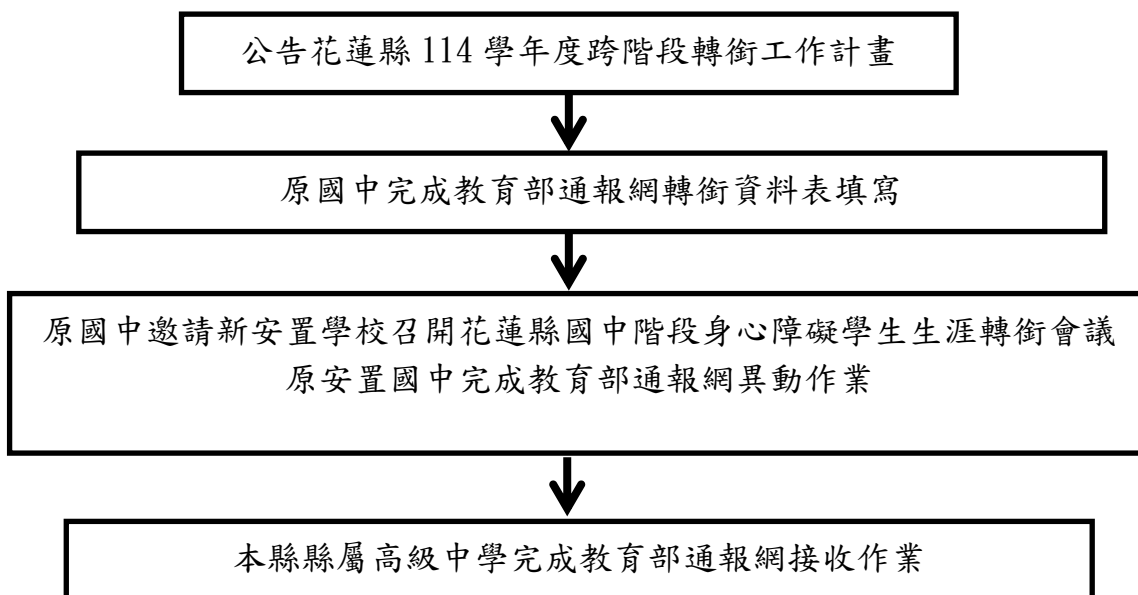 公告花蓮縣 114 學年度跨階段轉銜工作計畫
原國中完成教育部通報網轉銜資料表填寫
原國中邀請新安置學校召開花蓮縣國中階段身心障礙學生生涯轉銜會議
原安置國中完成教育部通報網異動作業
本縣縣屬高級中學完成教育部通報網接收作業